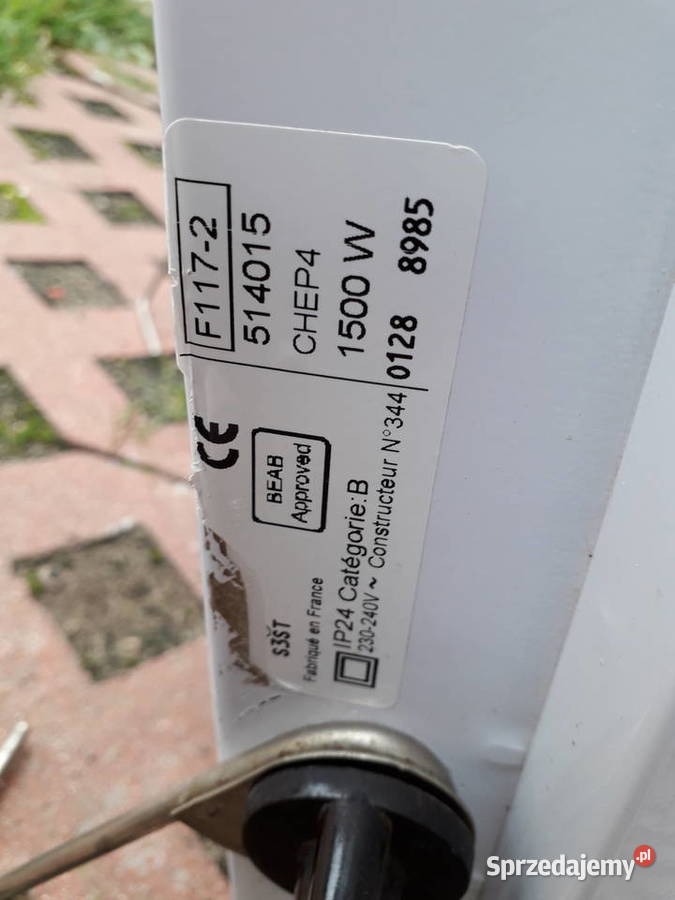 F117-2
514015
CHEP4
1500 W
0128 8985
CE
BEAB
Approved
Fabriqué en France
IP24 Catégorie:B
230-240V ~ Constructeur N°344
Sprzedajemy.pl